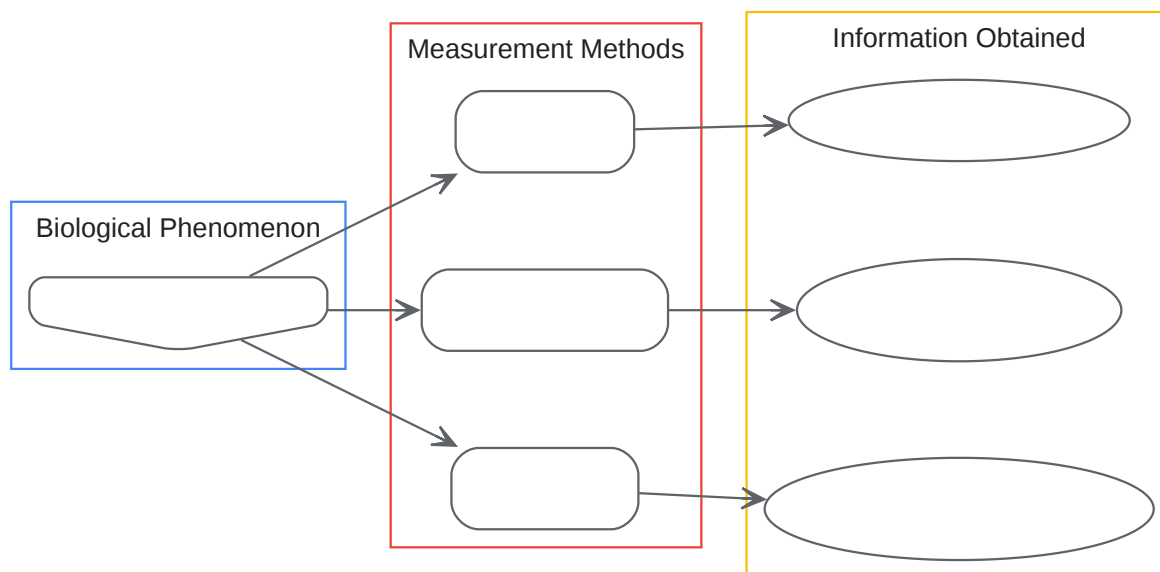 Biological Phenomenon
Measurement Methods
Information Obtained